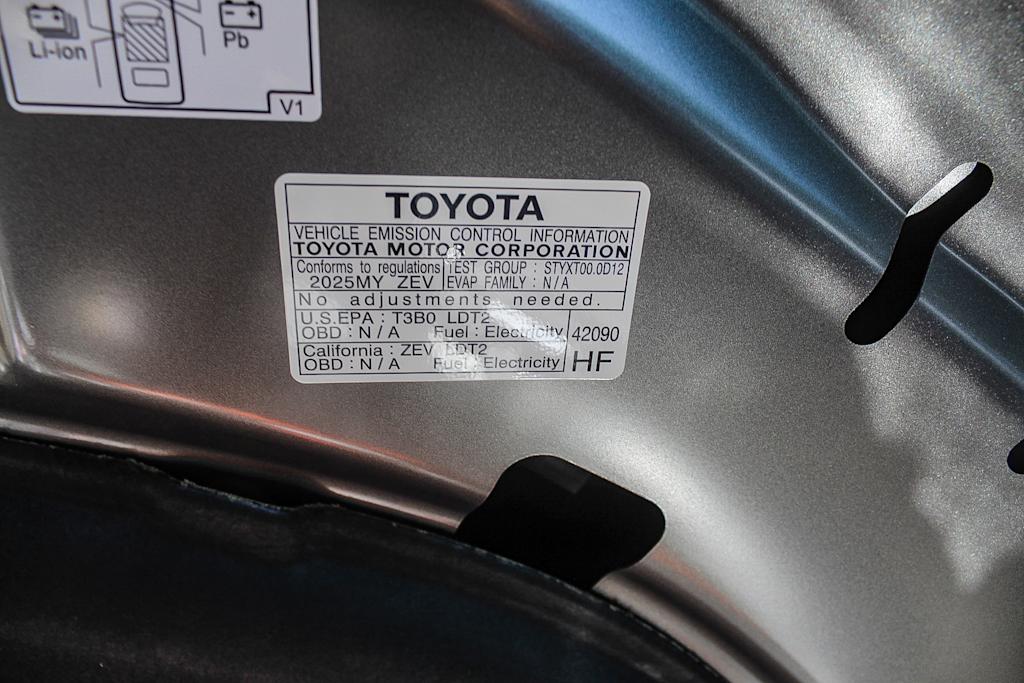 Li-ion
Pb
V1
TOYOTA
VEHICLE EMISSION CONTROL INFORMATION
TOYOTA MOTOR CORPORATION
Conforms to regulations
2025MY ZEV
TEST GROUP : STYXT00.0D12
EVAP FAMILY : N/A
No adjustments needed.
U.S.EPA : T3B0 LDT2
OBD : N/A Fuel : Electricity
California : ZEV LDT2
OBD : N/A Fuel : Electricity
42090
HF